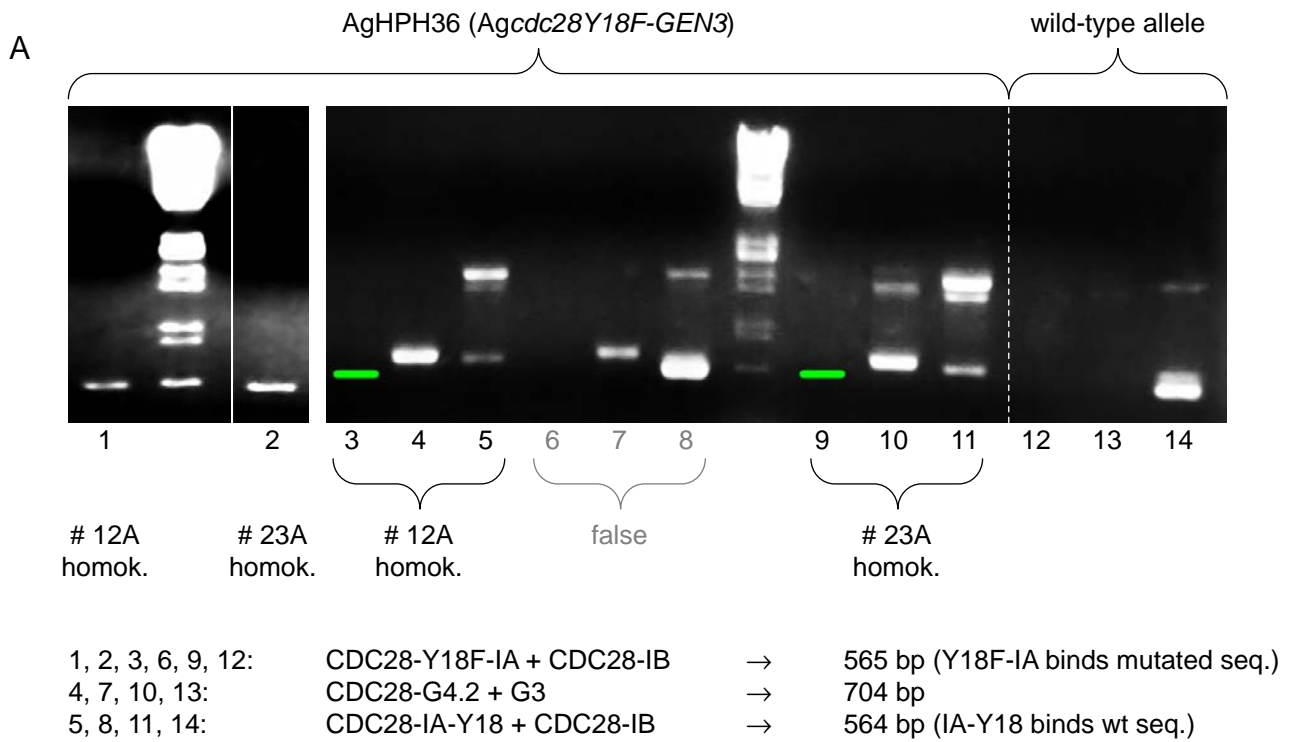 A
AgHPH36 (Agcdc28Y18F-GEN3)
wild-type allele
1 2 3 4 5 6 7 8 9 10 11 12 13 14
# 12A homok.
# 23A homok.
# 12A homok.
false
# 23A homok.
1, 2, 3, 6, 9, 12: CDC28-Y18F-IA + CDC28-IB → 565 bp (Y18F-IA binds mutated seq.)
4, 7, 10, 13: CDC28-G4.2 + G3 → 704 bp
5, 8, 11, 14: CDC28-IA-Y18 + CDC28-IB → 564 bp (IA-Y18 binds wt seq.)